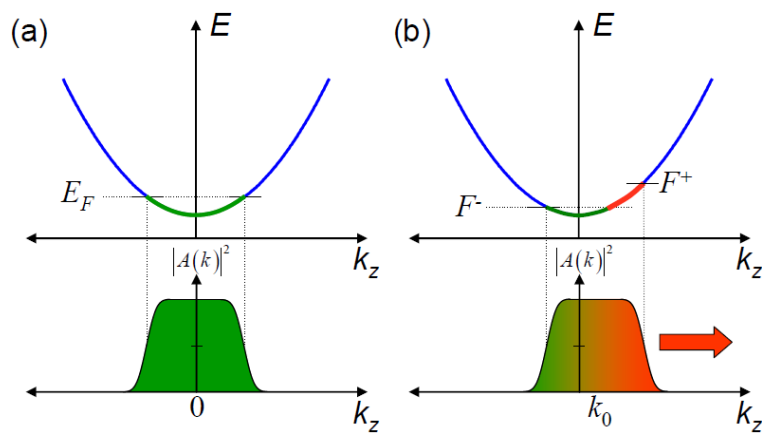 (a)
E
E_F
k_z
|A(k)|^2
0
k_z
(b)
E
F^+
F^-
k_z
|A(k)|^2
k_0
k_z